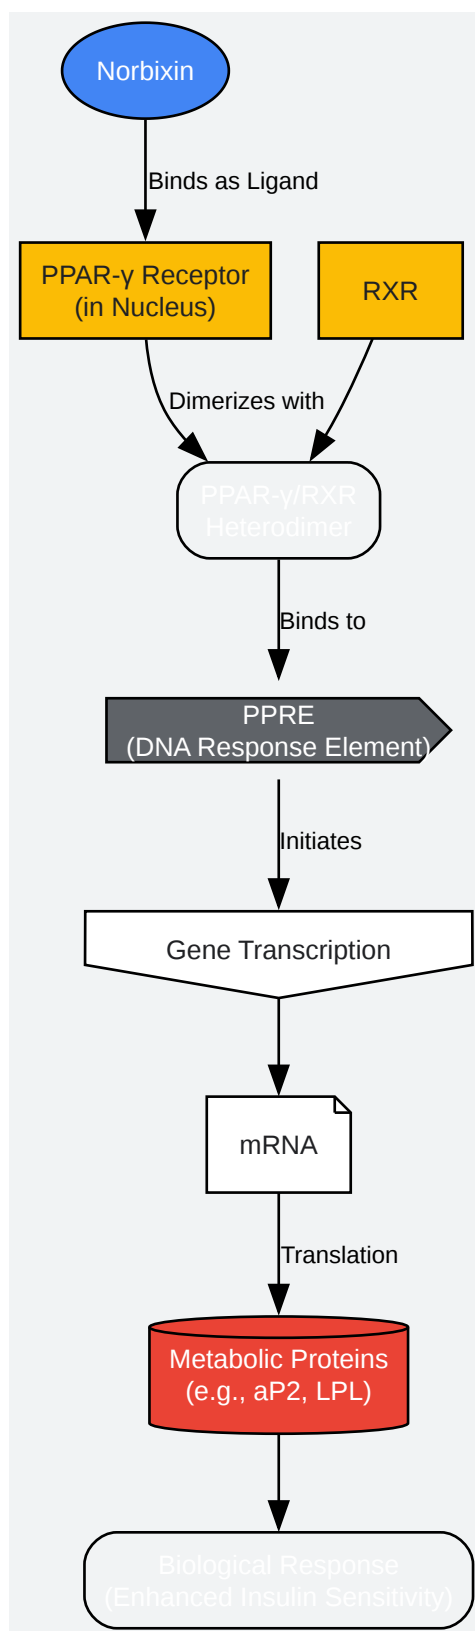 Norbixin
Binds as Ligand
PPAR-γ Receptor
(in Nucleus)
RXR
Dimerizes with
PPAR-γ/RXR
Heterodimer
Binds to
PPRE
(DNA Response Element)
Initiates
Gene Transcription
mRNA
Translation
Metabolic Proteins
(e.g., aP2, LPL)
Biological Response
(Enhanced Insulin Sensitivity)